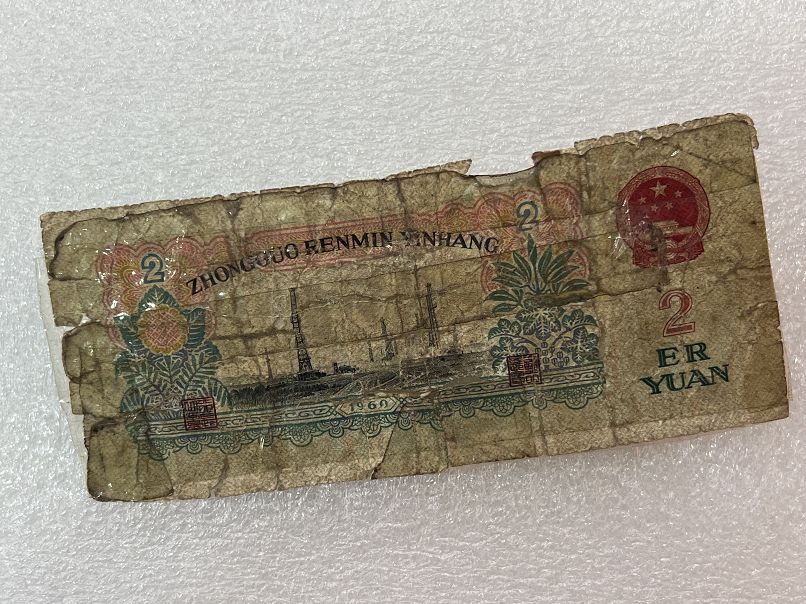 2
2
ZHONGGUO RENMIN YINHANG
1960
2
ER
YUAN